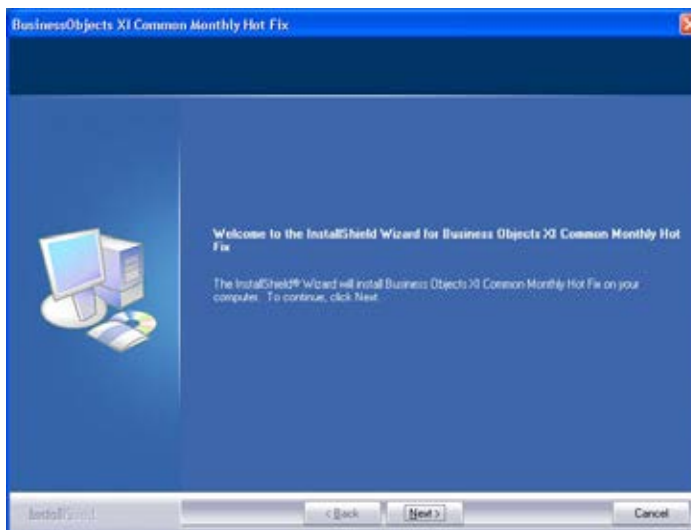 BusinessObjects XI Common Monthly Hot Fix
Welcome to the InstallShield Wizard for Business Objects XI Common Monthly Hot
Fix
The InstallShield® Wizard will install Business Objects XI Common Monthly Hot Fix on your
computer. To continue, click Next.
InstallShield
< Back
Next >
Cancel